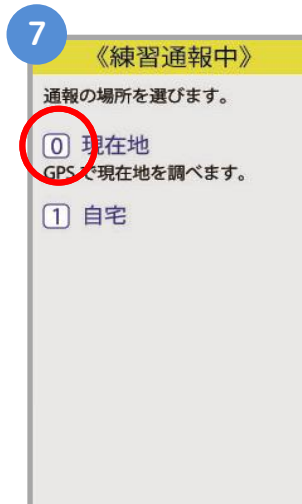 7
《練習通報中》
通報の場所を選びます。
0 現在地
GPSで現在地を調べます。
1 自宅